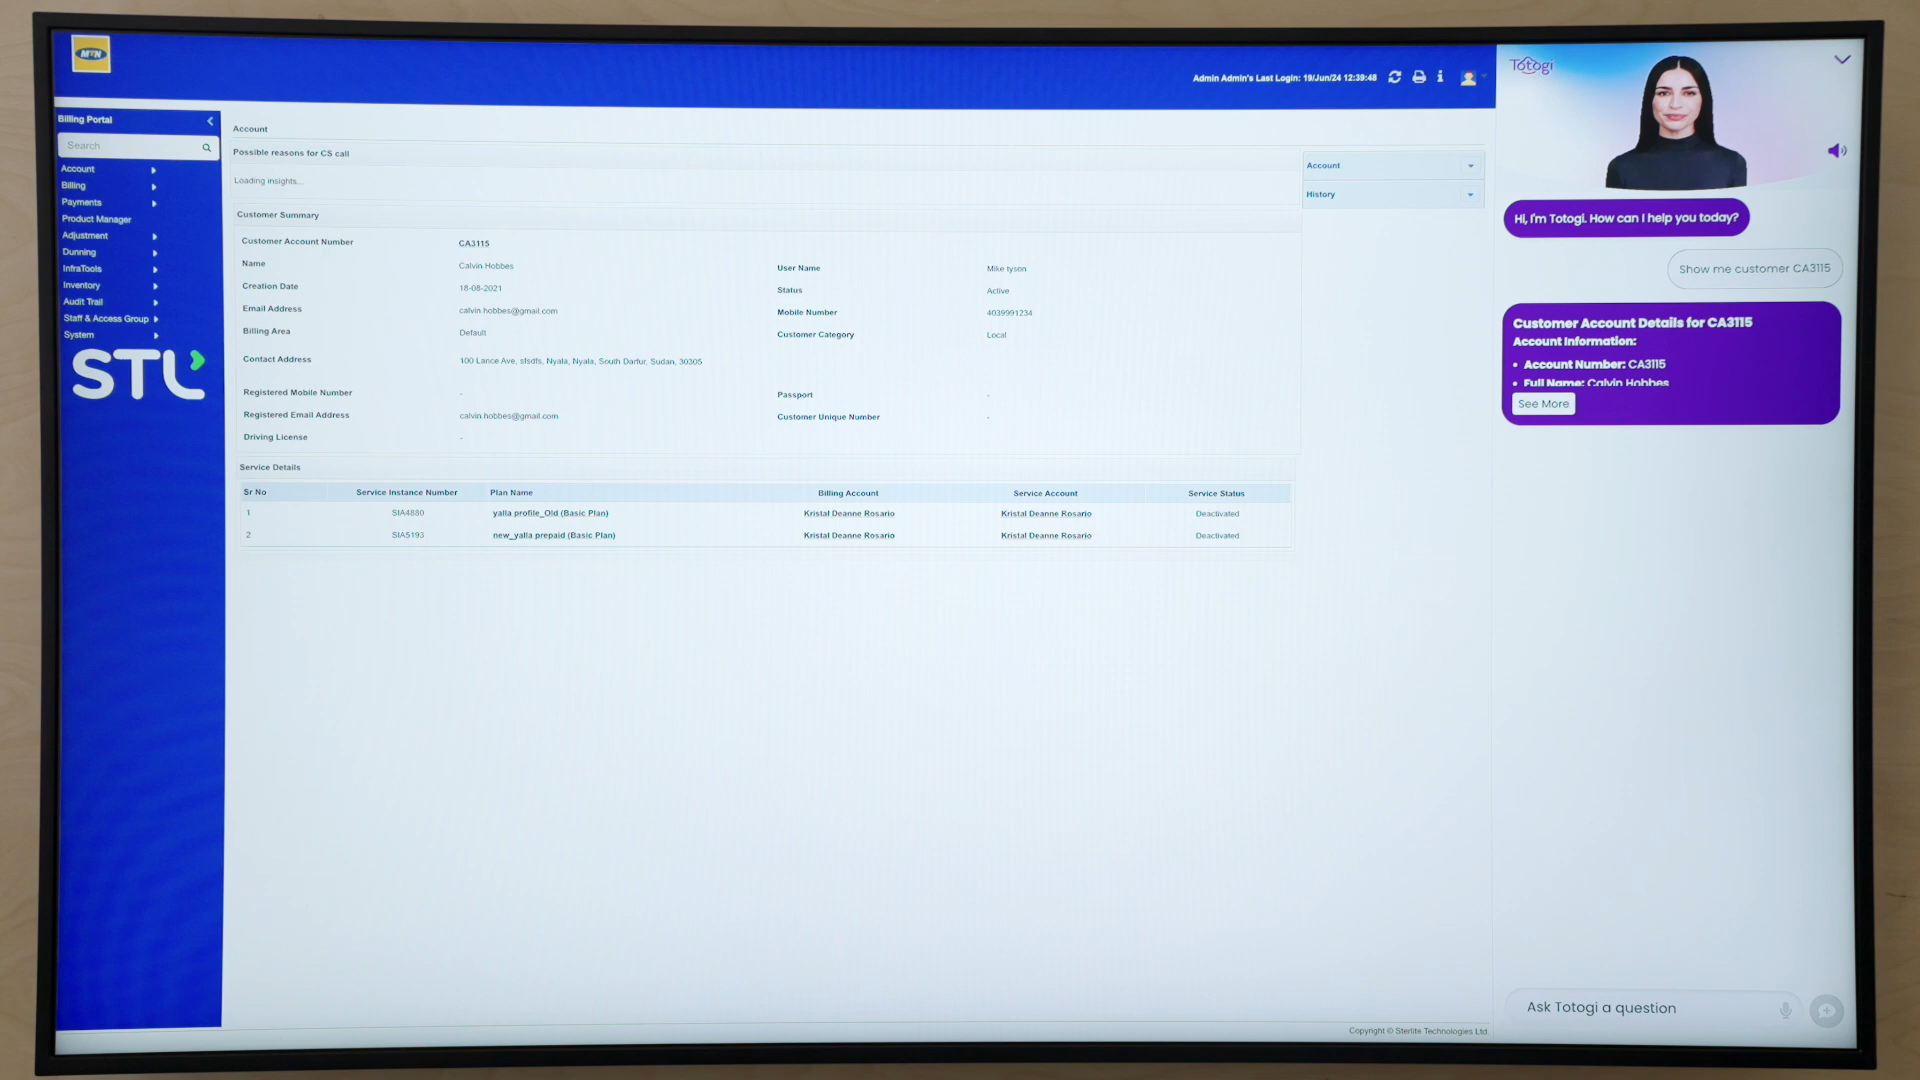 MTN
Admin Admin's Last Login: 19/Jun/24 12:39:48
Billing Portal
Search
Account
Billing
Payments
Product Manager
Adjustment
Dunning
InfraTools
Inventory
Audit Trail
Staff & Access Group
System
STL
Account
Possible reasons for CS call
Loading insights...
Customer Summary
Customer Account Number CA3115
Name Calvin Hobbes User Name Mike tyson
Creation Date 18-08-2021 Status Active
Email Address calvin.hobbes@gmail.com Mobile Number 4039991234
Billing Area Default Customer Category Local
Contact Address 100 Lance Ave, sfsdfs, Nyala, Nyala, South Darfur, Sudan, 30305
Registered Mobile Number - Passport -
Registered Email Address calvin.hobbes@gmail.com Customer Unique Number -
Driving License -
Service Details
Sr No Service Instance Number Plan Name Billing Account Service Account Service Status
1 SIA4880 yalla profile_Old (Basic Plan) Kristal Deanne Rosario Kristal Deanne Rosario Deactivated
2 SIA5193 new_yalla prepaid (Basic Plan) Kristal Deanne Rosario Kristal Deanne Rosario Deactivated
Account
History
Copyright © Sterlite Technologies Ltd.
Totogi
Hi, I'm Totogi. How can I help you today?
Show me customer CA3115
Customer Account Details for CA3115
Account Information:
• Account Number: CA3115
• Full Name: Calvin Hobbes
See More
Ask Totogi a question